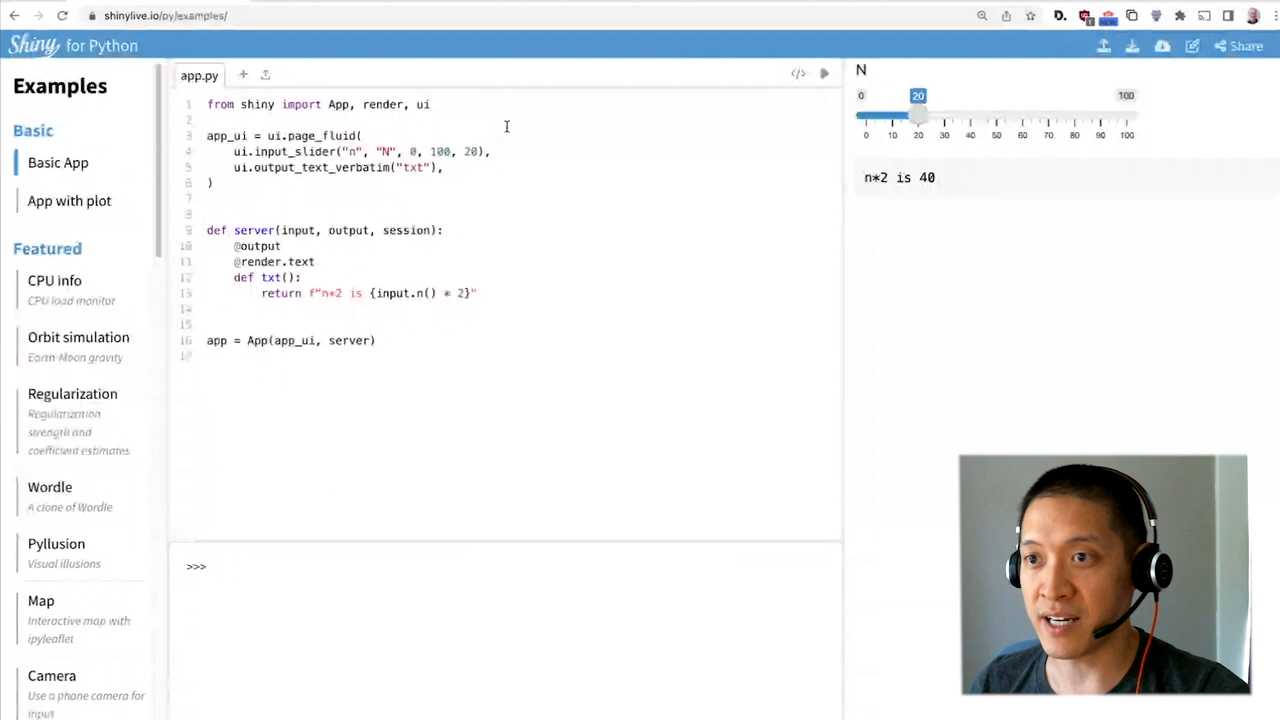 shinylive.io/py/examples/
D.
1
NEW
Shiny for Python
Share
Examples
Basic
Basic App
App with plot
Featured
CPU info
CPU load monitor
Orbit simulation
Earth-Moon gravity
Regularization
Regularization
strength and
coefficient estimates
Wordle
A clone of Wordle
Pyllusion
Visual illusions
Map
Interactive map with
ipyleaflet
Camera
Use a phone camera for
input
app.py
+
</>
1 from shiny import App, render, ui
2
3 app_ui = ui.page_fluid(
4 ui.input_slider("n", "N", 0, 100, 20),
5 ui.output_text_verbatim("txt"),
6 )
7
8
9 def server(input, output, session):
10 @output
11 @render.text
12 def txt():
13 return f"n*2 is {input.n() * 2}"
14
15
16 app = App(app_ui, server)
17
>>>
N
0 20 100
0 10 20 30 40 50 60 70 80 90 100
n*2 is 40